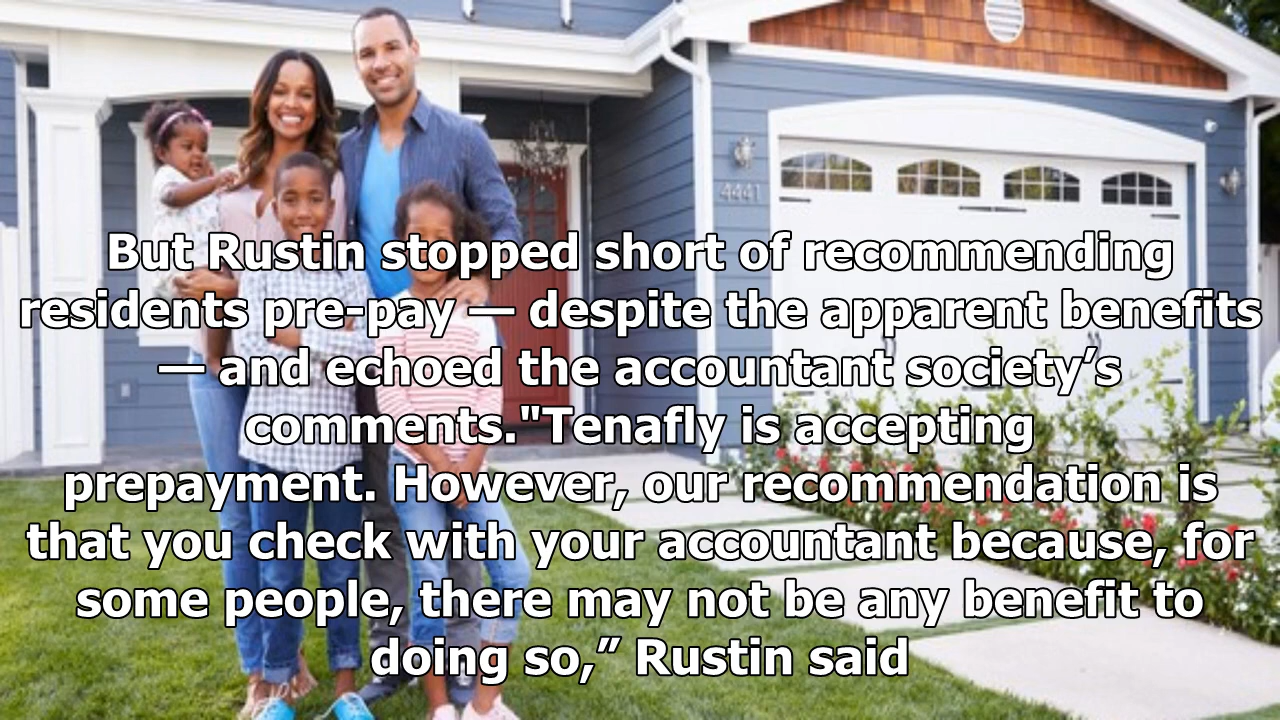 4441
But Rustin stopped short of recommending
residents pre-pay — despite the apparent benefits
— and echoed the accountant society’s
comments."Tenafly is accepting
prepayment. However, our recommendation is
that you check with your accountant because, for
some people, there may not be any benefit to
doing so,” Rustin said